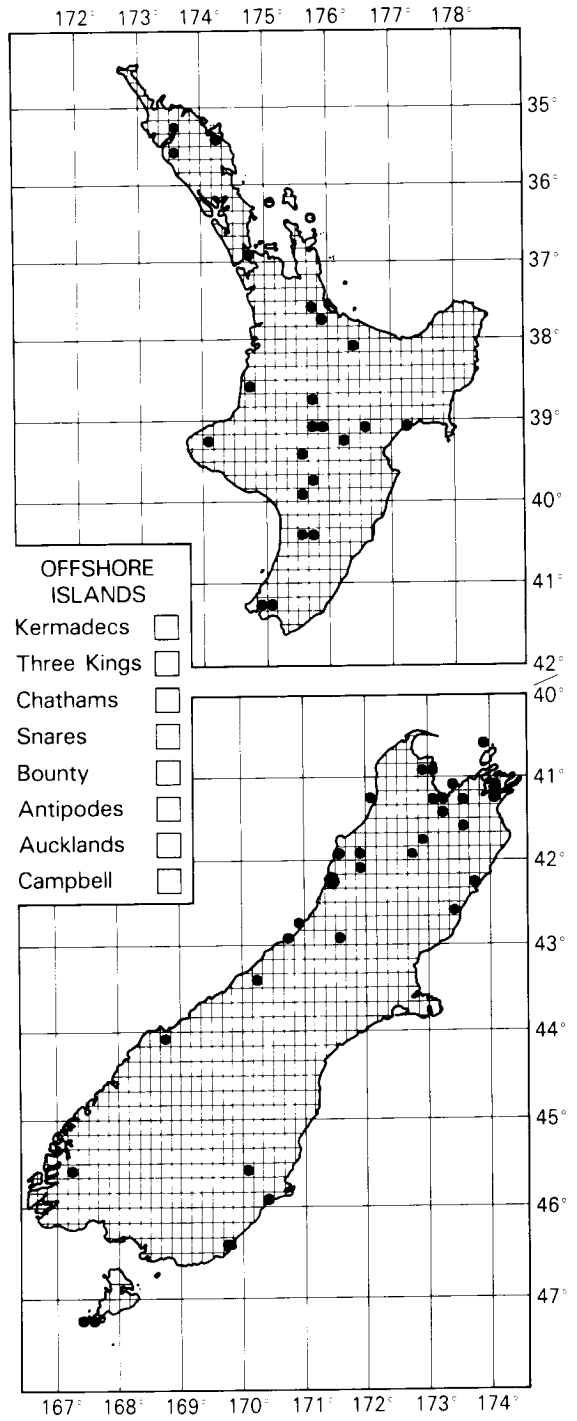 172° 173° 174° 175° 176° 177° 178°
35°
36°
37°
38°
39°
40°
41°
42°
OFFSHORE
ISLANDS
Kermadecs
Three Kings
Chathams
Snares
Bounty
Antipodes
Aucklands
Campbell
40°
41°
42°
43°
44°
45°
46°
47°
167° 168° 169° 170° 171° 172° 173° 174°